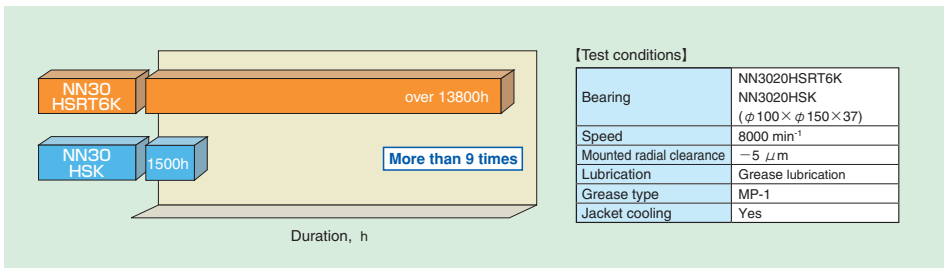 NN30
HSRT6K
over 13800h
NN30
HSK
1500h
More than 9 times
Duration, h
【Test conditions】
Bearing
NN3020HSRT6K
NN3020HSK
(φ100×φ150×37)
Speed
8000 min⁻¹
Mounted radial clearance
−5 μm
Lubrication
Grease lubrication
Grease type
MP-1
Jacket cooling
Yes